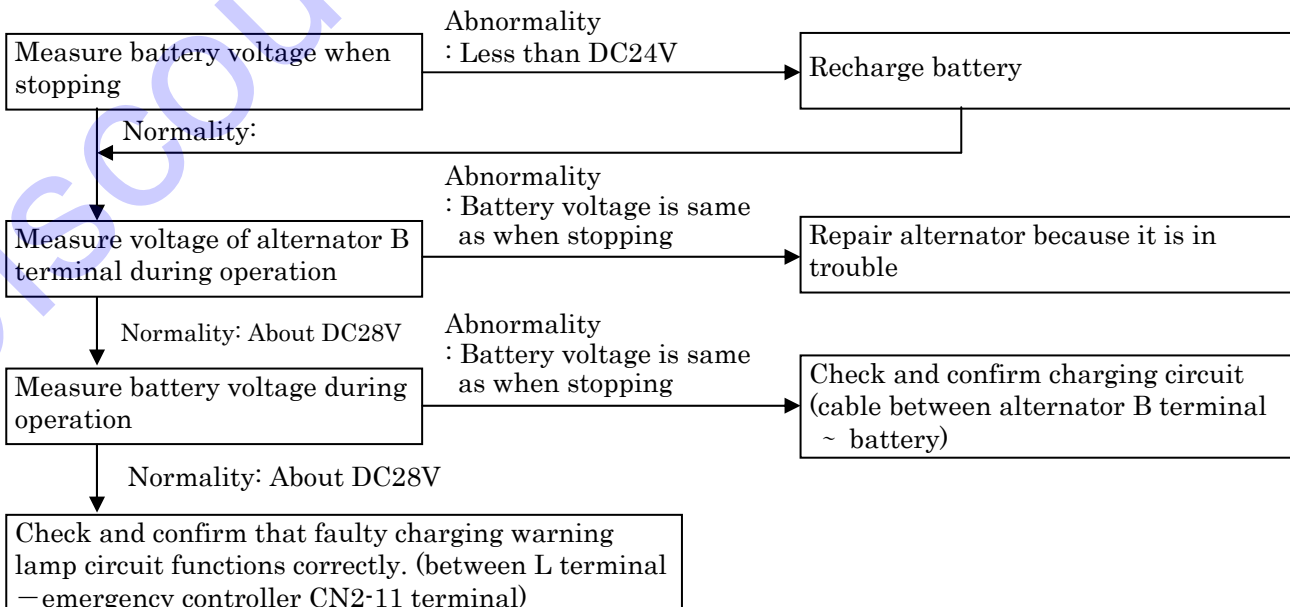 Measure battery voltage when
stopping
Abnormality
: Less than DC24V
Recharge battery
Normality:
Measure voltage of alternator B
terminal during operation
Abnormality
: Battery voltage is same
as when stopping
Repair alternator because it is in
trouble
Normality: About DC28V
Measure battery voltage during
operation
Abnormality
: Battery voltage is same
as when stopping
Check and confirm charging circuit
(cable between alternator B terminal
~ battery)
Normality: About DC28V
Check and confirm that faulty charging warning
lamp circuit functions correctly. (between L terminal
－emergency controller CN2-11 terminal)